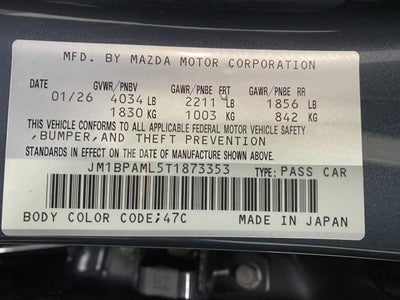 MFD. BY MAZDA MOTOR CORPORATION
DATE GVWR/PNBV GAWR/PNBE FRT GAWR/PNBE RR
01/26 4034 LB 2211 LB 1856 LB
1830 KG 1003 KG 842 KG
THIS VEHICLE CONFORMS TO ALL APPLICABLE FEDERAL MOTOR VEHICLE SAFETY
, BUMPER, AND THEFT PREVENTION
STANDARDS IN EFFECT ON THE DATE OF MANUFACTURE SHOWN ABOVE.
JM1BPAML5T1873353 TYPE: PASS CAR
BODY COLOR CODE;47C MADE IN JAPAN